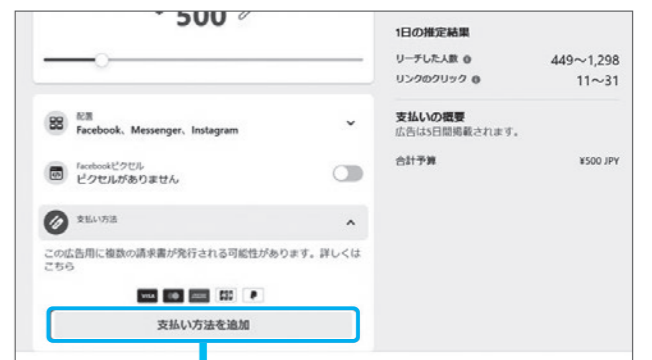 500
1日の推定結果
リーチした人数 449〜1,298
リンクのクリック 11〜31
支払いの概要
広告は5日間掲載されます。
合計予算 ¥500 JPY
配置
Facebook、Messenger、Instagram
Facebookピクセル
ピクセルがありません
支払い方法
この広告用に複数の請求書が発行される可能性があります。詳しくは
こちら
VISA JCB P
支払い方法を追加